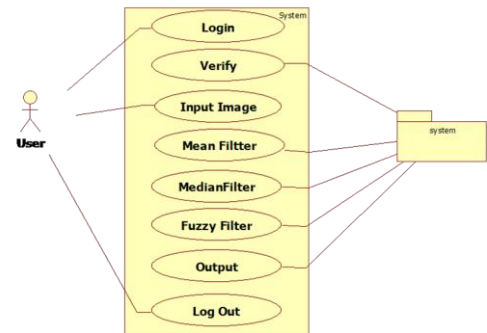 System
Login
Verify
Input Image
Mean Filtter
MedianFilter
Fuzzy Filter
Output
Log Out
User
system